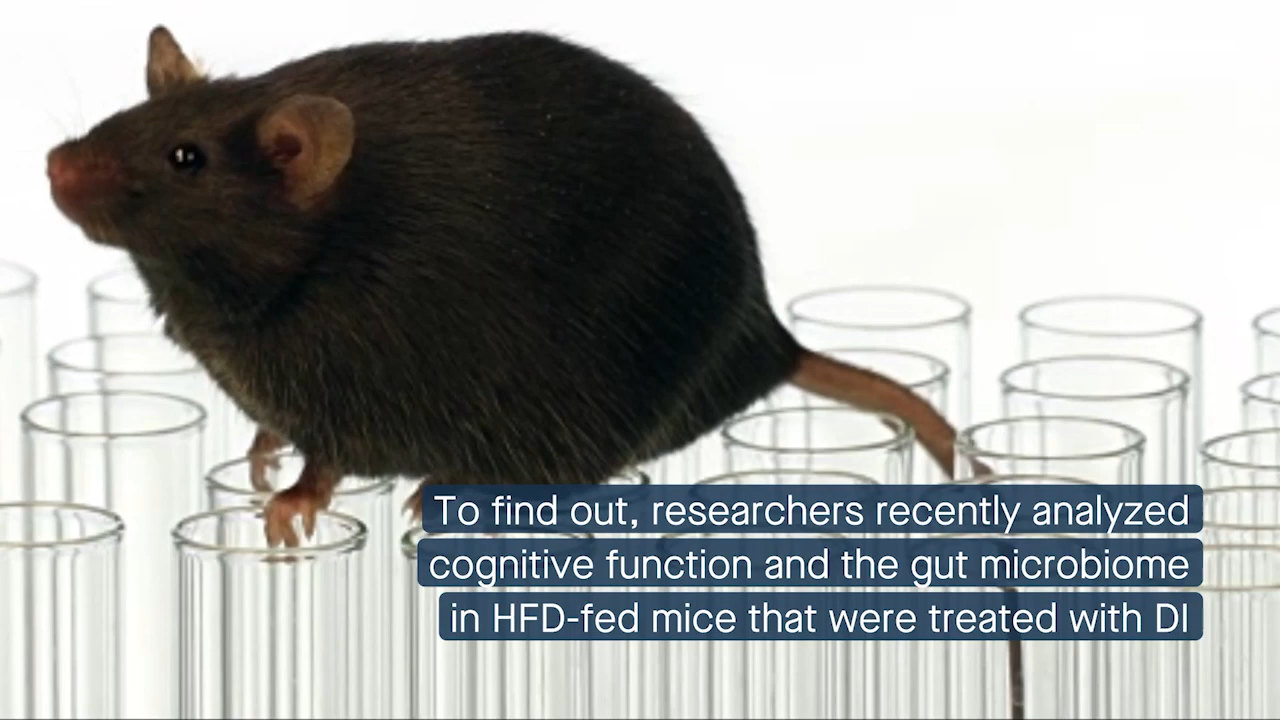 To find out, researchers recently analyzed
cognitive function and the gut microbiome
in HFD-fed mice that were treated with DI